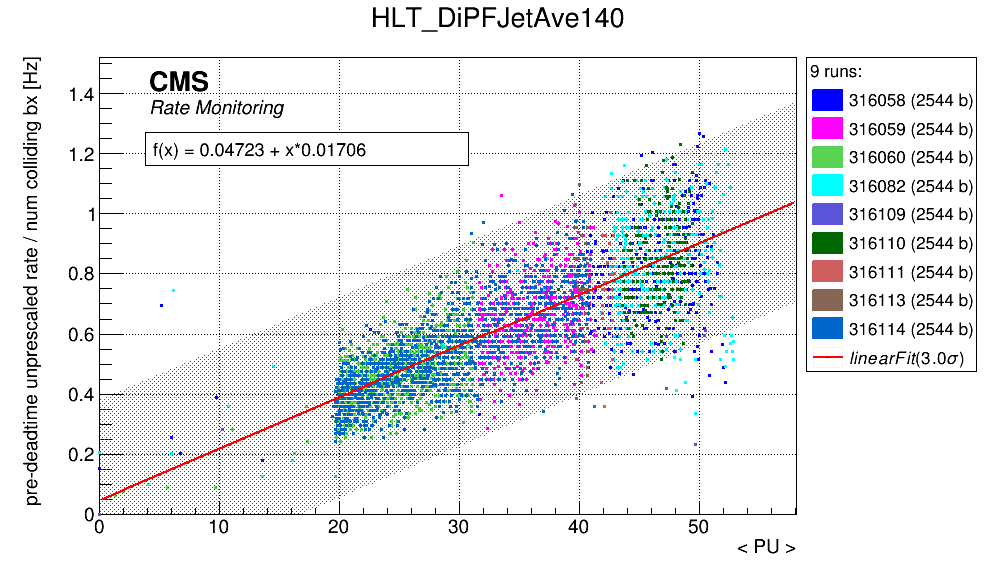 HLT_DiPFJetAve140
pre-deadtime unprescaled rate / num colliding bx [Hz]
CMS
Rate Monitoring
f(x) = 0.04723 + x*0.01706
1.4
1.2
1
0.8
0.6
0.4
0.2
0
0 10 20 30 40 50
< PU >
9 runs:
316058 (2544 b)
316059 (2544 b)
316060 (2544 b)
316082 (2544 b)
316109 (2544 b)
316110 (2544 b)
316111 (2544 b)
316113 (2544 b)
316114 (2544 b)
linearFit(3.0σ)